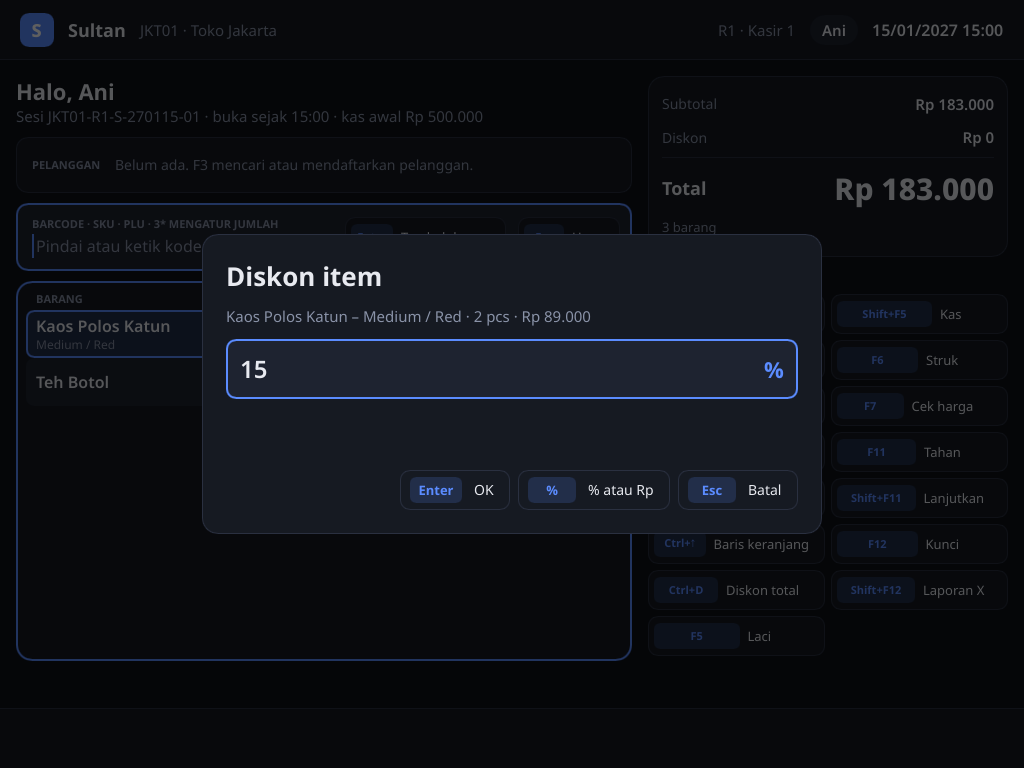 S Sultan JKT01 · Toko Jakarta R1 · Kasir 1 Ani 15/01/2027 15:00
Halo, Ani
Sesi JKT01-R1-S-270115-01 · buka sejak 15:00 · kas awal Rp 500.000
PELANGGAN Belum ada. F3 mencari atau mendaftarkan pelanggan.
BARCODE · SKU · PLU · 3* MENGATUR JUMLAH
Pindai atau ketik kode
BARANG
Kaos Polos Katun
Medium / Red
Teh Botol
Subtotal Rp 183.000
Diskon Rp 0
Total Rp 183.000
3 barang
Diskon item
Kaos Polos Katun – Medium / Red · 2 pcs · Rp 89.000
15 %
Enter OK % % atau Rp Esc Batal
Shift+F5 Kas
F6 Struk
F7 Cek harga
F11 Tahan
Shift+F11 Lanjutkan
Ctrl+↑ Baris keranjang F12 Kunci
Ctrl+D Diskon total Shift+F12 Laporan X
F5 Laci